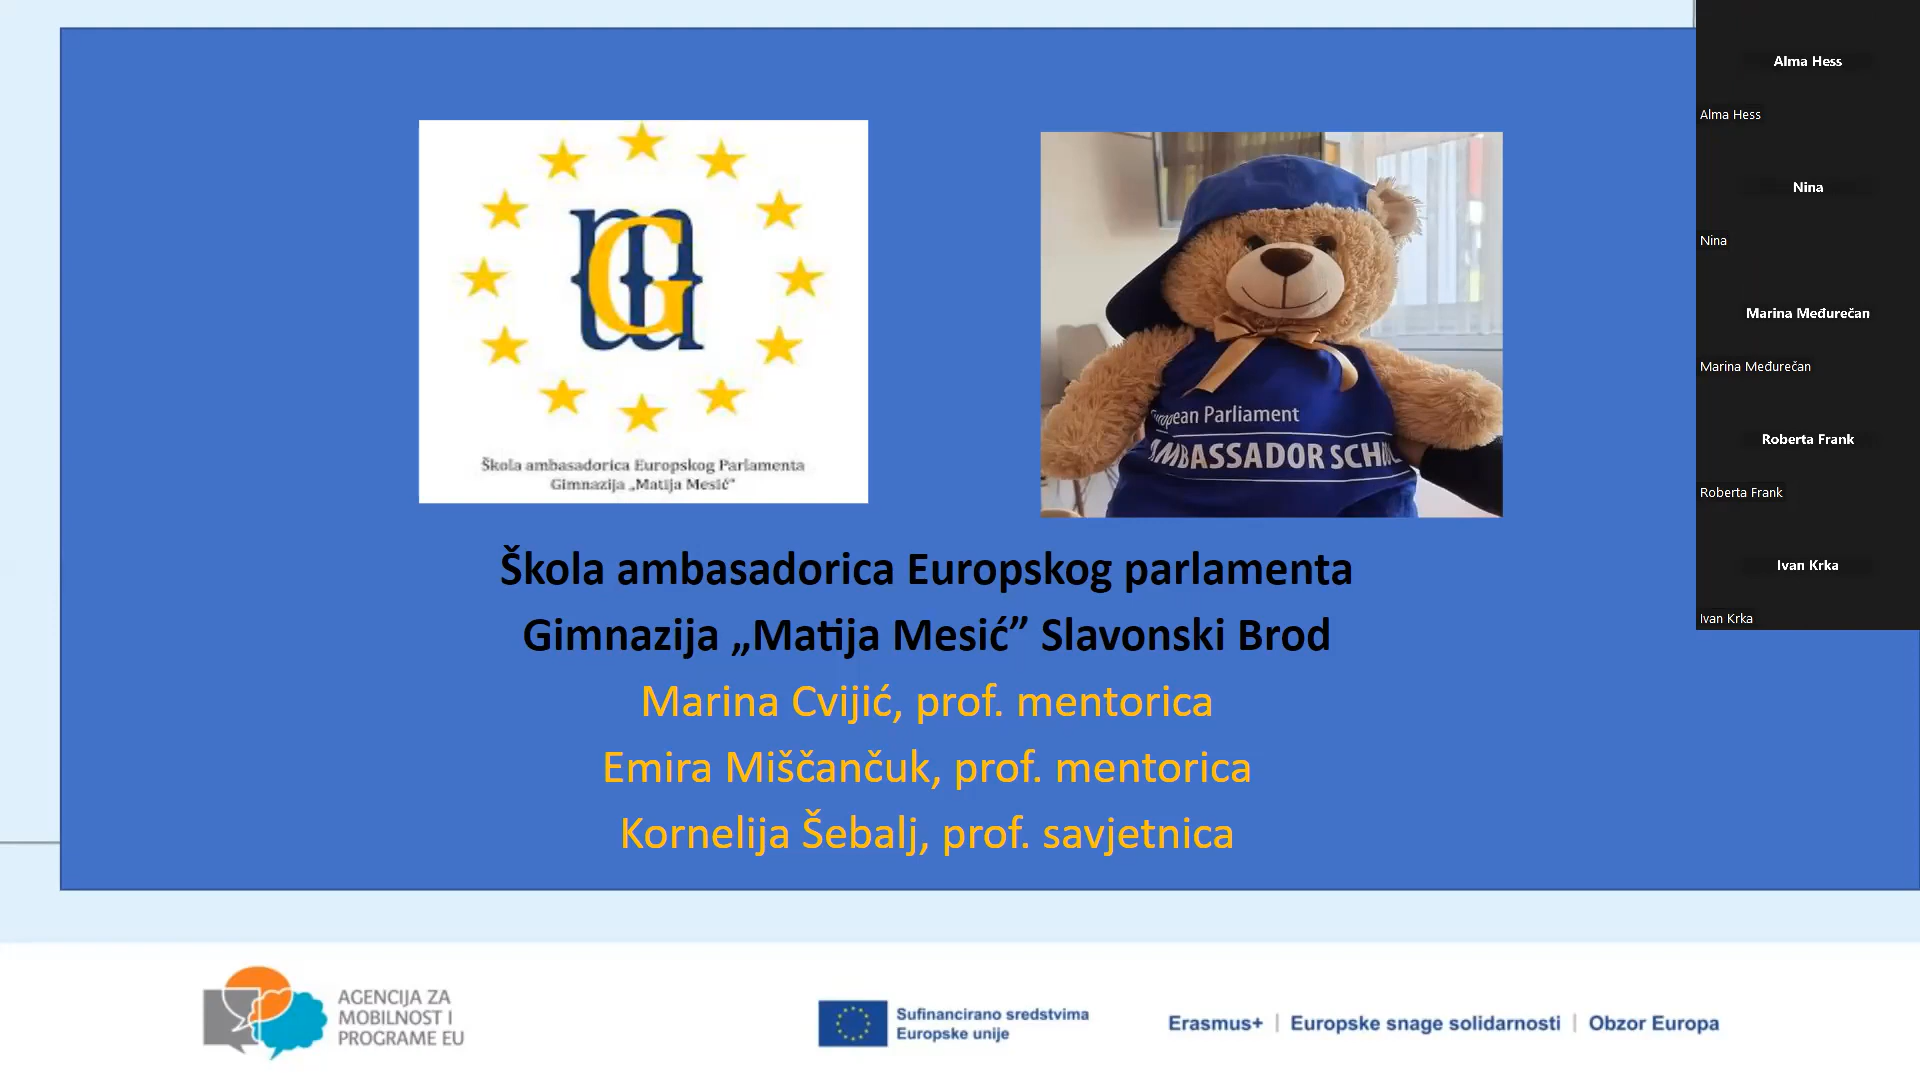 Škola ambasadorica Europskog Parlamenta
Gimnazija „Matija Mesić"
European Parliament
AMBASSADOR SCHOOL
Škola ambasadorica Europskog parlamenta
Gimnazija „Matija Mesić” Slavonski Brod
Marina Cvijić, prof. mentorica
Emira Miščančuk, prof. mentorica
Kornelija Šebalj, prof. savjetnica
Alma Hess
Alma Hess
Nina
Nina
Marina Međurečan
Marina Međurečan
Roberta Frank
Roberta Frank
Ivan Krka
Ivan Krka
AGENCIJA ZA
MOBILNOST I
PROGRAME EU
Sufinancirano sredstvima
Europske unije
Erasmus+ | Europske snage solidarnosti | Obzor Europa